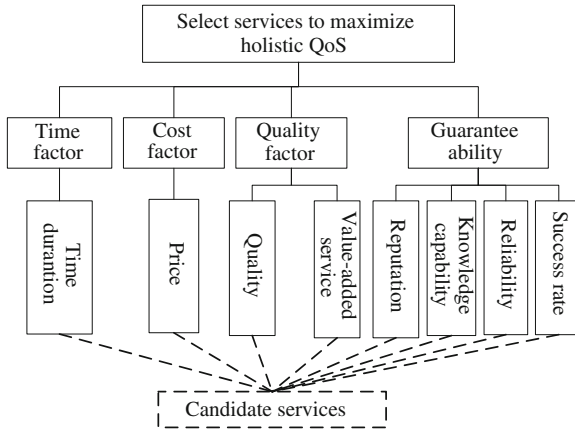 Select services to maximize
holistic QoS
Time
factor
Cost
factor
Quality
factor
Guarantee
ability
Time
durantion
Price
Quality
Value-added
service
Reputation
Knowledge
capability
Reliability
Success rate
Candidate services